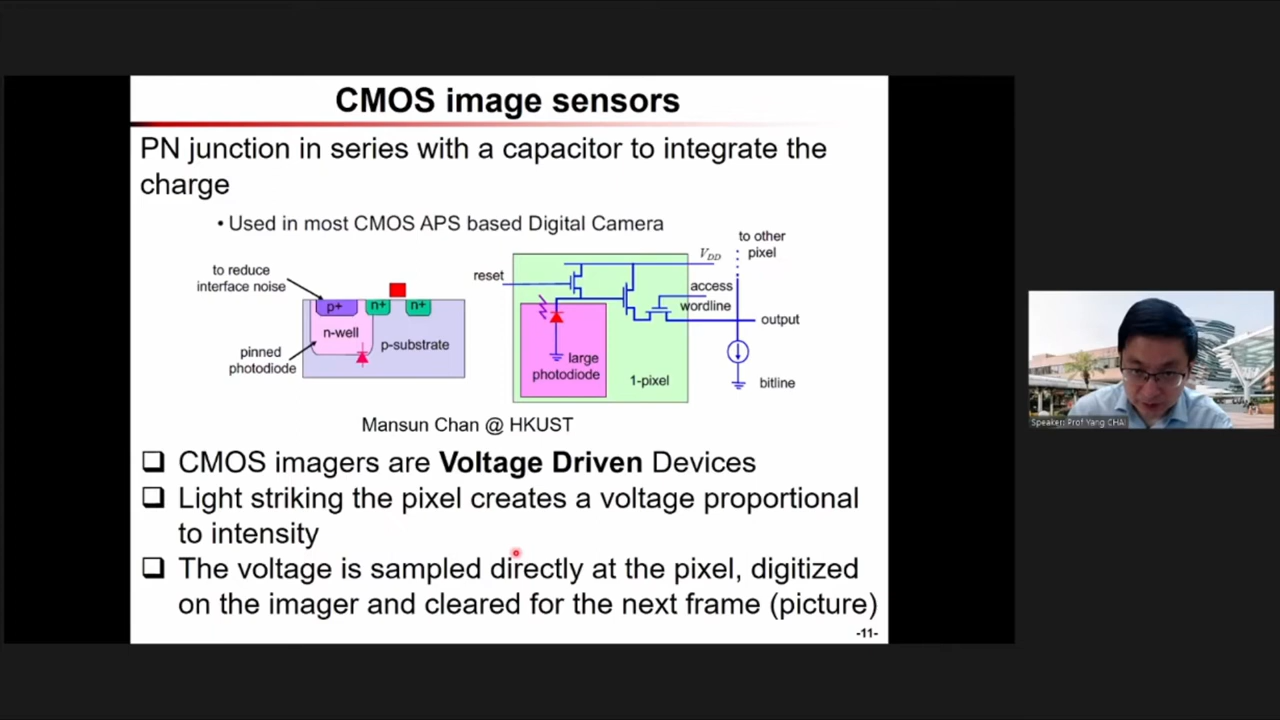 CMOS image sensors
PN junction in series with a capacitor to integrate the
charge
• Used in most CMOS APS based Digital Camera
to reduce
interface noise
p+
n+
n+
n-well
p-substrate
pinned
photodiode
reset
V_DD
to other
pixel
access
wordline
output
large
photodiode
1-pixel
bitline
Mansun Chan @ HKUST
❑ CMOS imagers are Voltage Driven Devices
❑ Light striking the pixel creates a voltage proportional
to intensity
❑ The voltage is sampled directly at the pixel, digitized
on the imager and cleared for the next frame (picture)
-11-
Speaker: Prof Yang CHAI